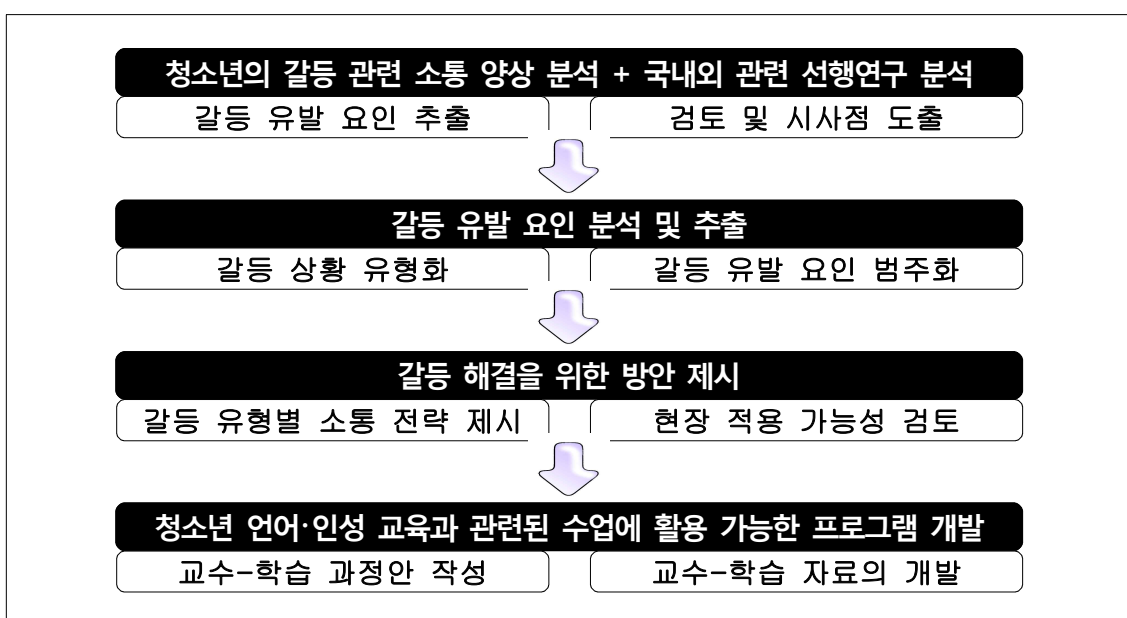 청소년의 갈등 관련 소통 양상 분석 + 국내외 관련 선행연구 분석
갈등 유발 요인 추출
검토 및 시사점 도출
갈등 유발 요인 분석 및 추출
갈등 상황 유형화
갈등 유발 요인 범주화
갈등 해결을 위한 방안 제시
갈등 유형별 소통 전략 제시
현장 적용 가능성 검토
청소년 언어·인성 교육과 관련된 수업에 활용 가능한 프로그램 개발
교수-학습 과정안 작성
교수-학습 자료의 개발